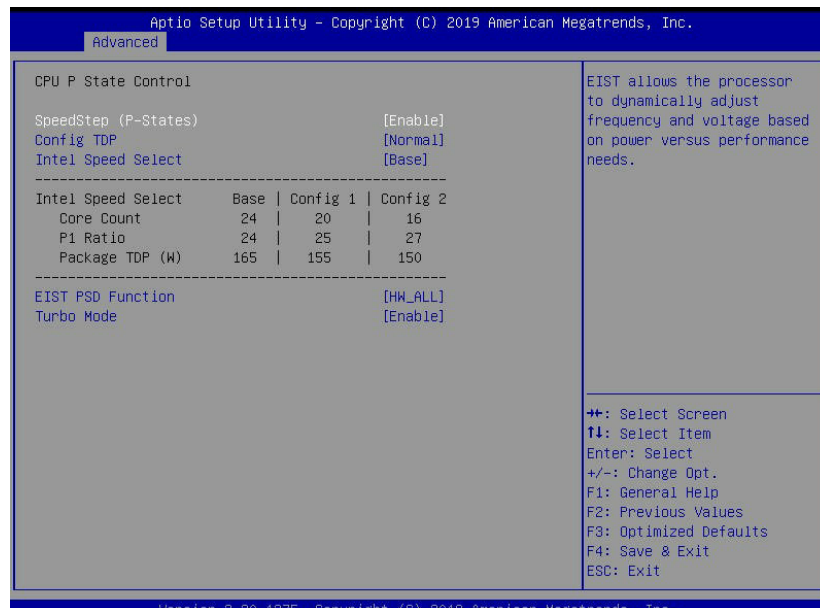 Aptio Setup Utility – Copyright (C) 2019 American Megatrends, Inc.
Advanced
CPU P State Control
SpeedStep (P-States) [Enable]
Config TDP [Normal]
Intel Speed Select [Base]
--------------------------------------------------
Intel Speed Select Base | Config 1 | Config 2
Core Count 24 | 20 | 16
P1 Ratio 24 | 25 | 27
Package TDP (W) 165 | 155 | 150
--------------------------------------------------
EIST PSD Function [HW_ALL]
Turbo Mode [Enable]
EIST allows the processor
to dynamically adjust
frequency and voltage based
on power versus performance
needs.
→←: Select Screen
↑↓: Select Item
Enter: Select
+/-: Change Opt.
F1: General Help
F2: Previous Values
F3: Optimized Defaults
F4: Save & Exit
ESC: Exit